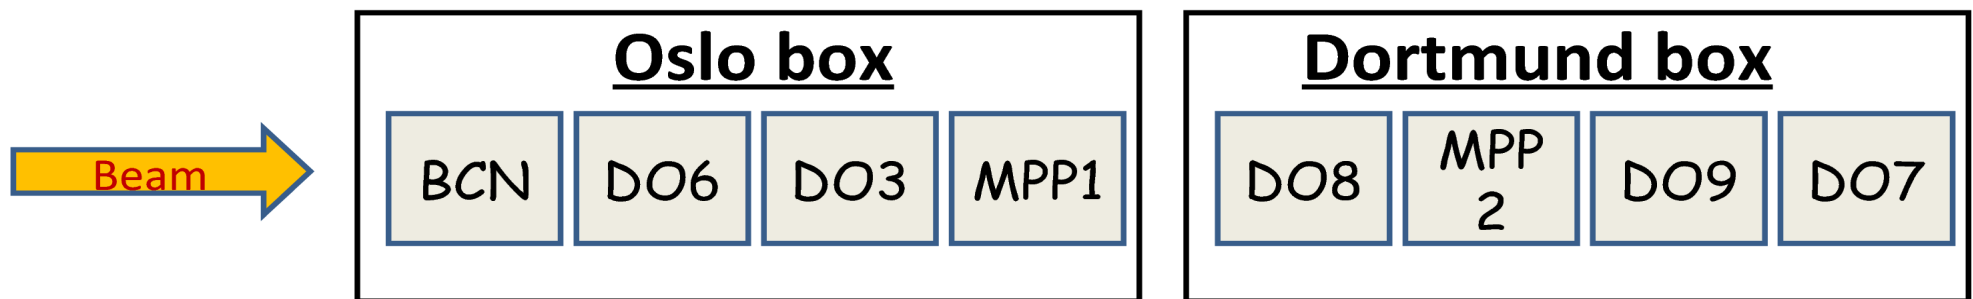 Oslo box
Dortmund box
Beam
BCN
DO6
DO3
MPP1
DO8
MPP
2
DO9
DO7